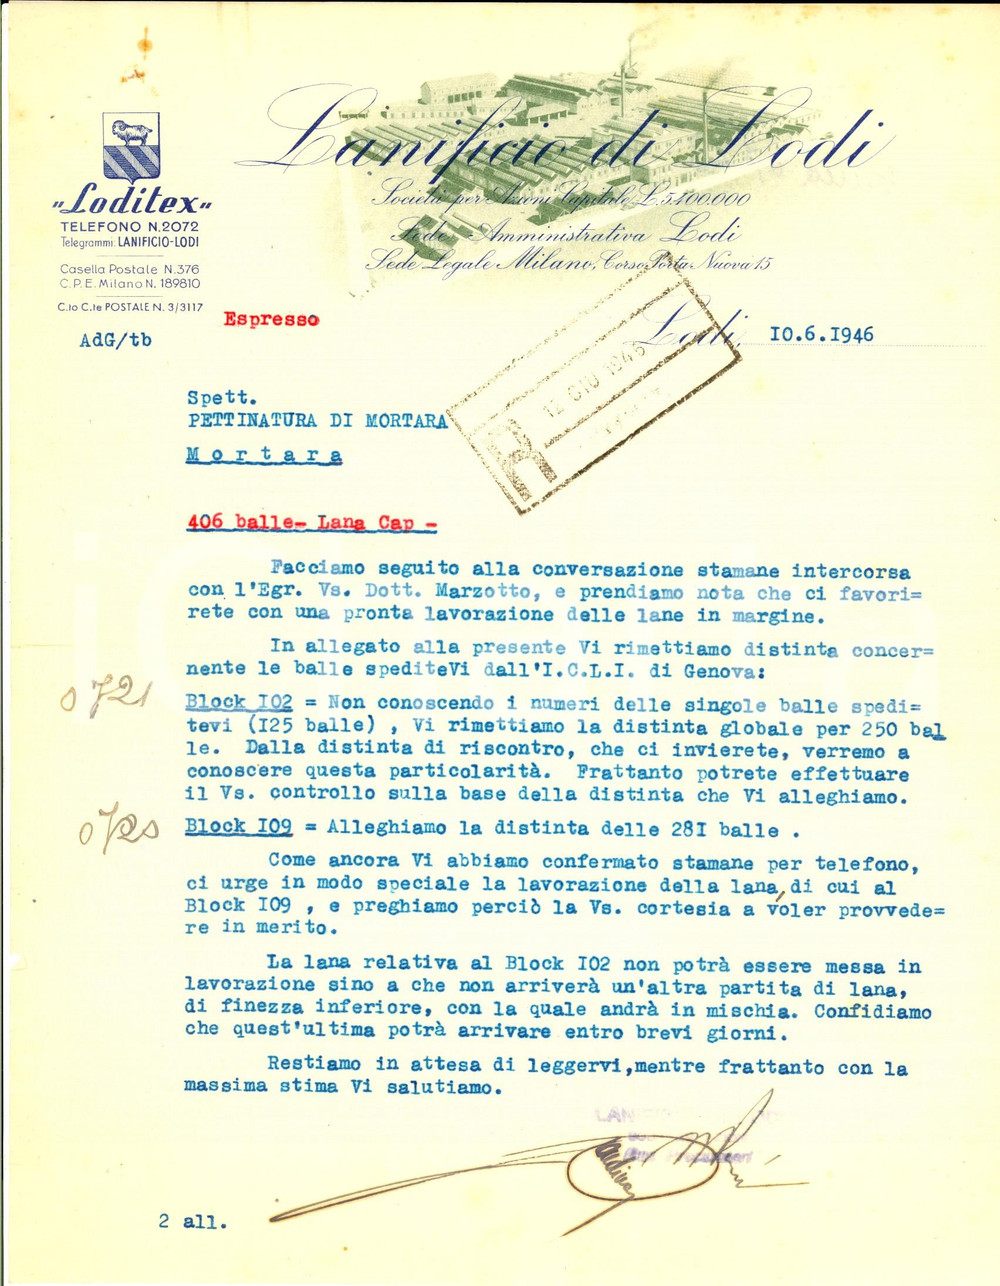 Lanificio di Lodi
Società per Azioni Capitale L. 5.400.000
Sede Amministrativa Lodi
Sede Legale Milano, Corso Porta Nuova 15
"Loditex"
TELEFONO N. 2072
Telegrammi: LANIFICIO-LODI
Casella Postale N. 376
C.P.E. Milano N. 189810
C.to C.te POSTALE N. 3/3117
Espresso
AdG/tb
Lodi, I0.6.I946
R
12 GIU 1946
Spett.
PETTINATURA DI MORTARA
M o r t a r a
406 balle- Lana Cap -
Facciamo seguito alla conversazione stamane intercorsa
con l'Egr. Vs. Dott. Marzotto, e prendiamo nota che ci favori=
rete con una pronta lavorazione delle lane in margine.
In allegato alla presente Vi rimettiamo distinta concer=
nente le balle spediteVi dall'I.C.L.I. di Genova:
0721
Block I02 = Non conoscendo i numeri delle singole balle spedi=
tevi (I25 balle) , Vi rimettiamo la distinta globale per 250 bal
le. Dalla distinta di riscontro, che ci invierete, verremo a
conoscere questa particolarità. Frattanto potrete effettuare
il Vs. controllo sulla base della distinta che Vi alleghiamo.
Block I09 = Alleghiamo la distinta delle 28I balle .
Come ancora Vi abbiamo confermato stamane per telefono,
ci urge in modo speciale la lavorazione della lana, di cui al
Block I09 , e preghiamo perciò la Vs. cortesia a voler provvede=
re in merito.
La lana relativa al Block I02 non potrà essere messa in
lavorazione sino a che non arriverà un'altra partita di lana,
di finezza inferiore, con la quale andrà in mischia. Confidiamo
che quest'ultima potrà arrivare entro brevi giorni.
Restiamo in attesa di leggervi,mentre frattanto con la
massima stima Vi salutiamo.
2 all.